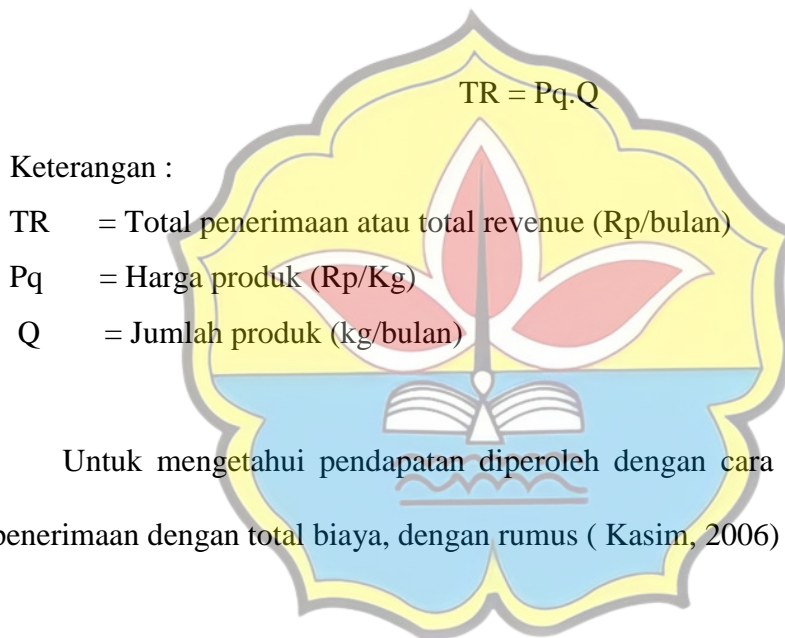 TR = Pq.Q
Keterangan :
TR = Total penerimaan atau total revenue (Rp/bulan)
Pq = Harga produk (Rp/Kg)
Q = Jumlah produk (kg/bulan)
Untuk mengetahui pendapatan diperoleh dengan cara
penerimaan dengan total biaya, dengan rumus ( Kasim, 2006)